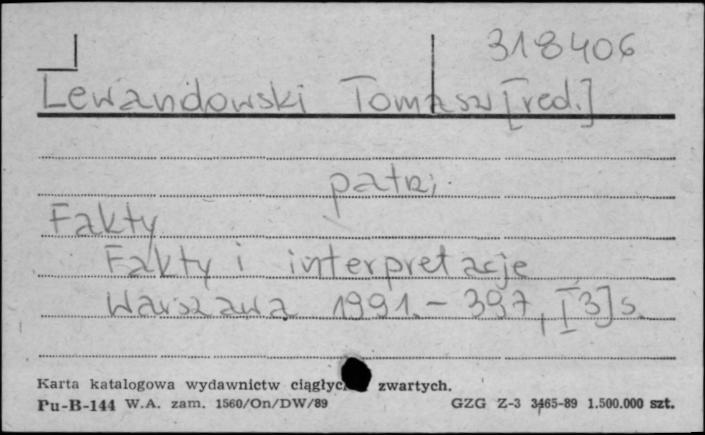 318406
Lewandowski Tomasz [red.]
patrz:
Fakty
Fakty i interpretacje
Warszawa 1991. - 397, [3] s.
Karta katalogowa wydawnictw zwartych.
Pu-B-144 W.A. zam. 1560/On/DW/89 GZG Z-3 3465-89 1.500.000 szt.